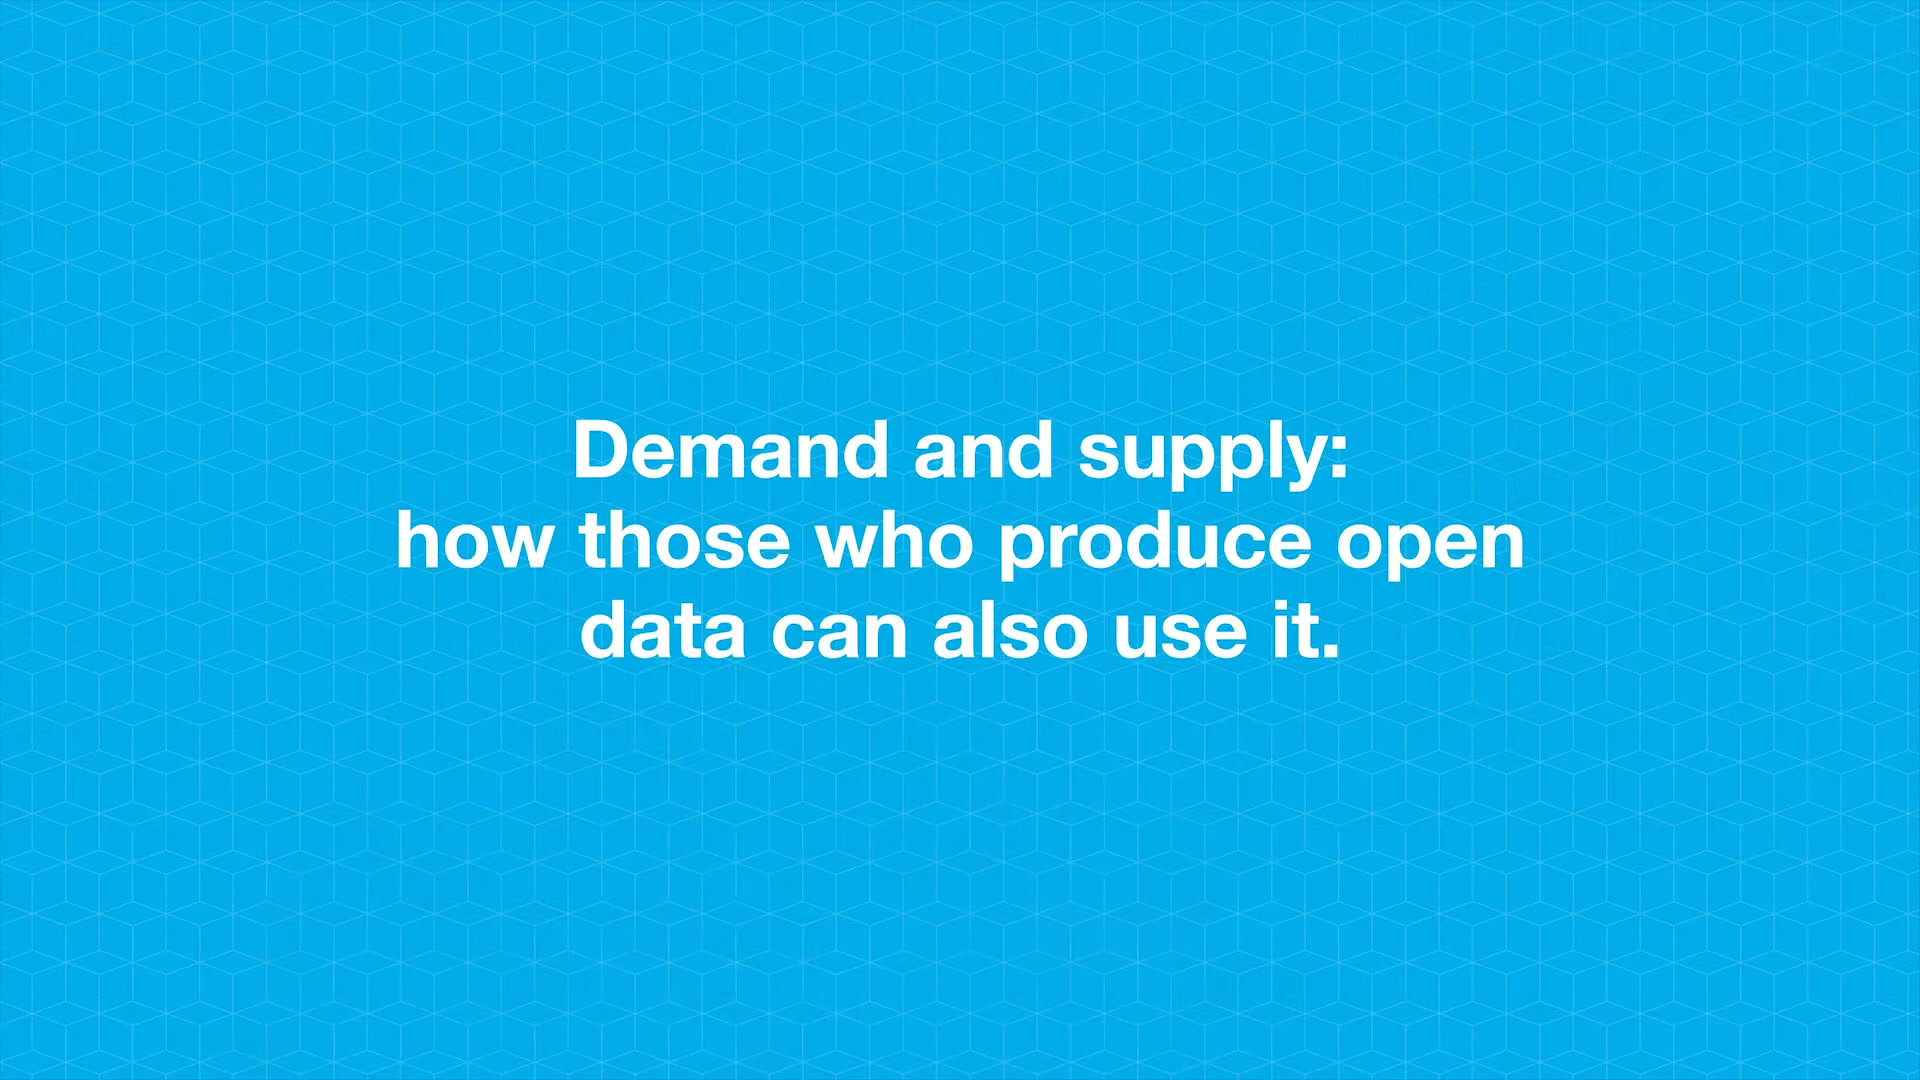 Demand and supply:
how those who produce open
data can also use it.